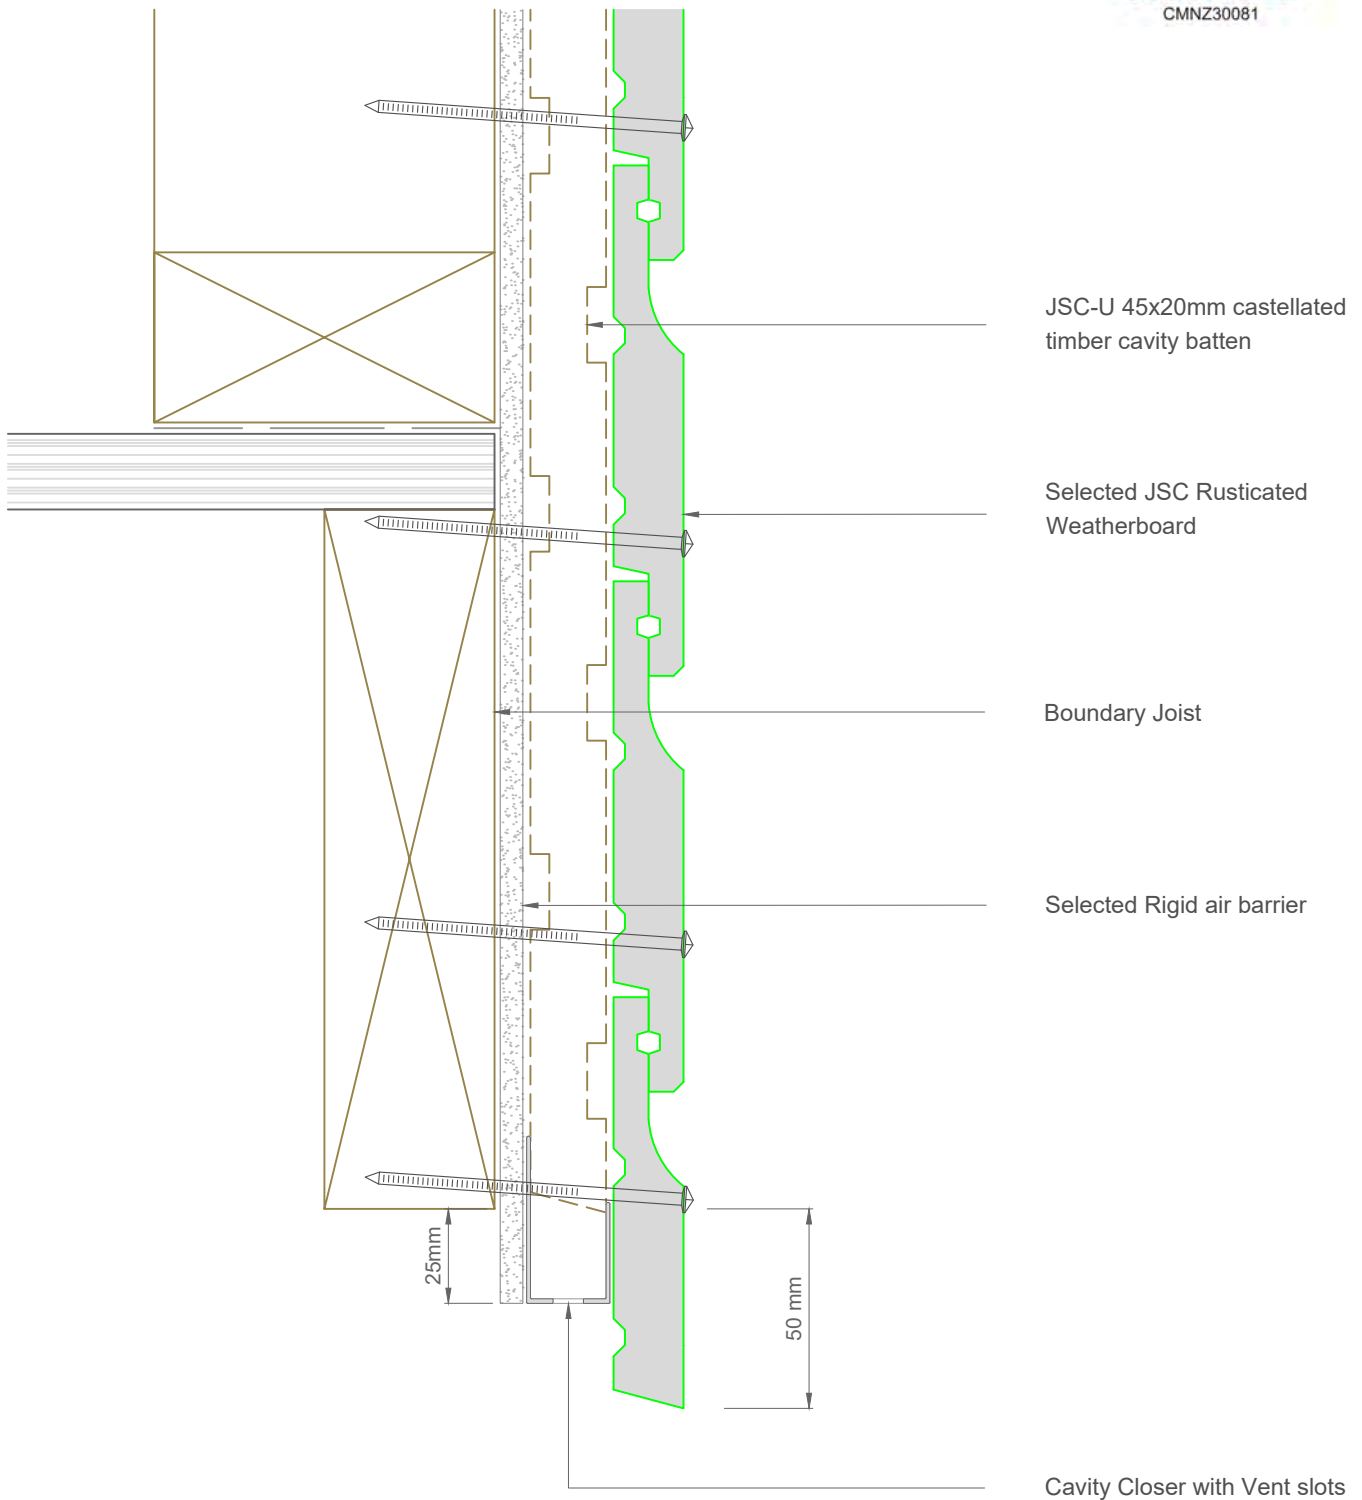 CMNZ30081
JSC-U 45x20mm castellated
timber cavity batten
Selected JSC Rusticated
Weatherboard
Boundary Joist
Selected Rigid air barrier
25mm
50 mm
Cavity Closer with Vent slots